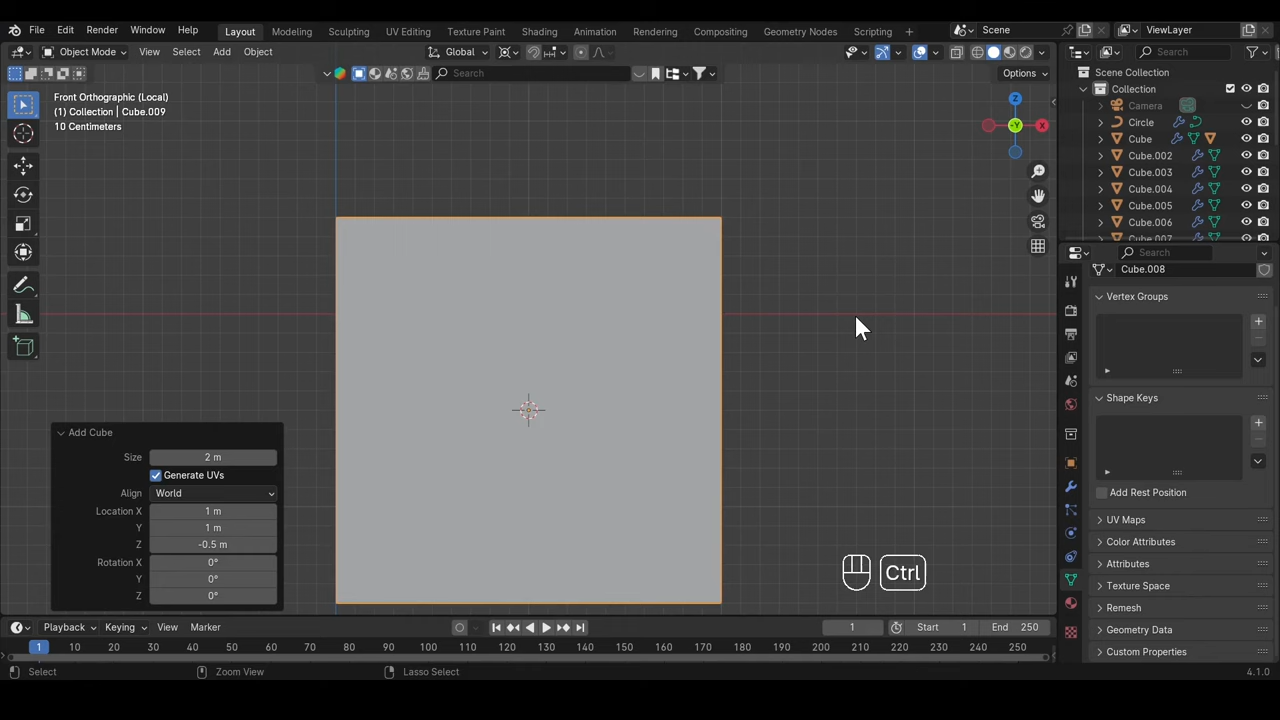 File Edit Render Window Help Layout Modeling Sculpting UV Editing Texture Paint Shading Animation Rendering Compositing Geometry Nodes Scripting + Scene ViewLayer
Object Mode View Select Add Object Global Search
Search Options
Front Orthographic (Local)
(1) Collection | Cube.009
10 Centimeters
Z
-Y
X
Scene Collection
Collection
Camera
Circle
Cube
Cube.002
Cube.003
Cube.004
Cube.005
Cube.006
Cube.007
Search
Cube.008
Vertex Groups
Shape Keys
Add Rest Position
UV Maps
Color Attributes
Attributes
Texture Space
Remesh
Geometry Data
Custom Properties
Add Cube
Size 2 m
Generate UVs
Align World
Location X 1 m
Y 1 m
Z -0.5 m
Rotation X 0°
Y 0°
Z 0°
Ctrl
Playback Keying View Marker 1 Start 1 End 250
1 10 20 30 40 50 60 70 80 90 100 110 120 130 140 150 160 170 180 190 200 210 220 230 240 250
Select Zoom View Lasso Select 4.1.0